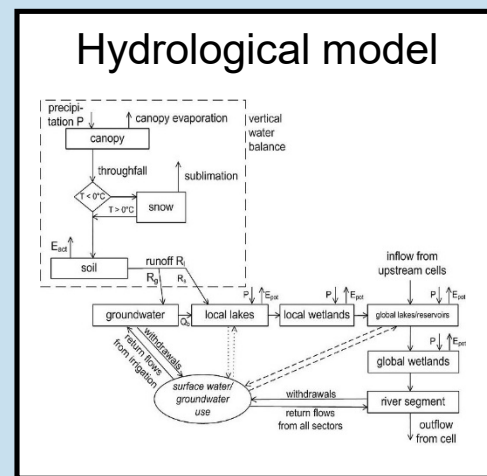 Hydrological model
precipi-
tation P
canopy evaporation
canopy
vertical
water
balance
throughfall
sublimation
T < 0°C
snow
T > 0°C
Eact
soil
runoff Rl
Rg
Rs
P
Epot
P
Epot
inflow from
upstream cells
P
Epot
groundwater
Qb
local lakes
local wetlands
global lakes/reservoirs
P
Epot
global wetlands
withdrawals
return flows
from irrigation
surface water/
groundwater
use
withdrawals
return flows
from all sectors
river segment
outflow
from cell